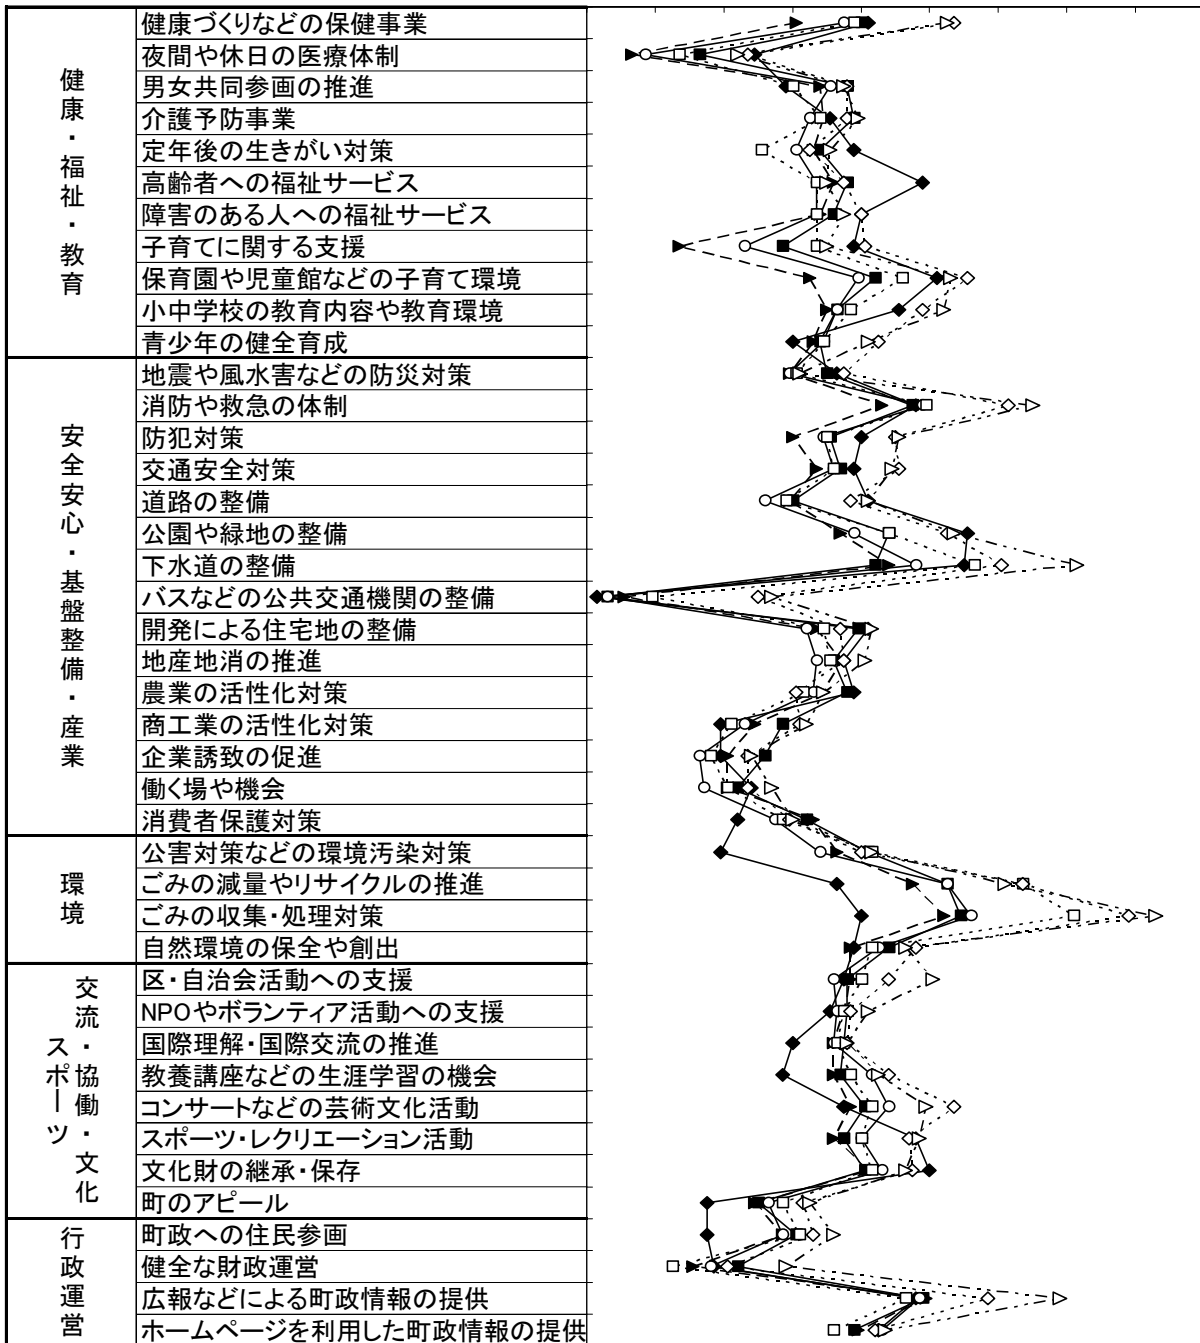 健康・福祉・教育
健康づくりなどの保健事業
夜間や休日の医療体制
男女共同参画の推進
介護予防事業
定年後の生きがい対策
高齢者への福祉サービス
障害のある人への福祉サービス
子育てに関する支援
保育園や児童館などの子育て環境
小中学校の教育内容や教育環境
青少年の健全育成
安全安心・基盤整備・産業
地震や風水害などの防災対策
消防や救急の体制
防犯対策
交通安全対策
道路の整備
公園や緑地の整備
下水道の整備
バスなどの公共交通機関の整備
開発による住宅地の整備
地産地消の推進
農業の活性化対策
商工業の活性化対策
企業誘致の促進
働く場や機会
消費者保護対策
環境
公害対策などの環境汚染対策
ごみの減量やリサイクルの推進
ごみの収集・処理対策
自然環境の保全や創出
交流・協働・文化
スポーツ
区・自治会活動への支援
NPOやボランティア活動への支援
国際理解・国際交流の推進
教養講座などの生涯学習の機会
コンサートなどの芸術文化活動
スポーツ・レクリエーション活動
文化財の継承・保存
町のアピール
行政運営
町政への住民参画
健全な財政運営
広報などによる町政情報の提供
ホームページを利用した町政情報の提供